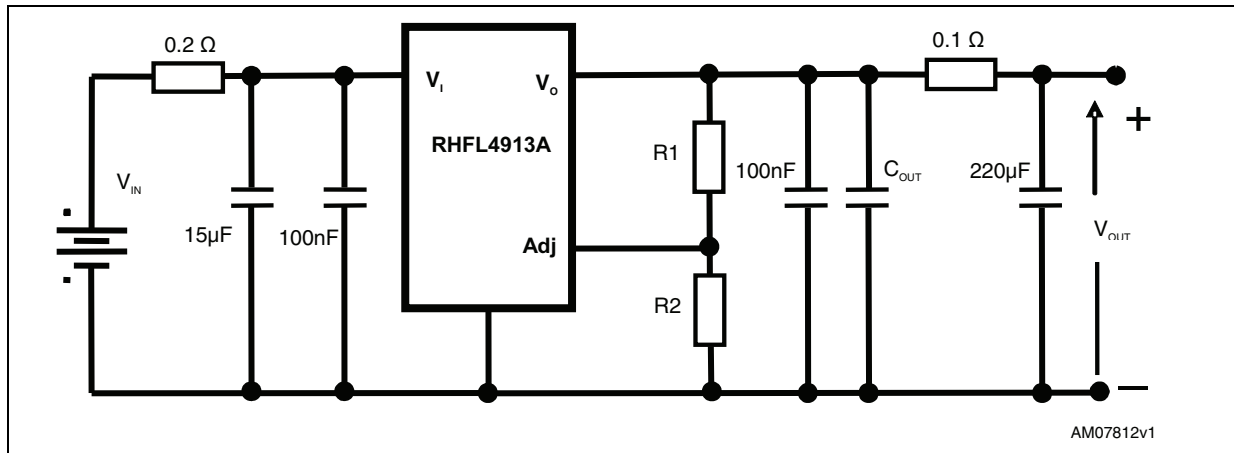 0.2 Ω
0.1 Ω
V_I
V_O
RHFL4913A
R1
V_IN
100nF
C_OUT
220µF
15µF
100nF
V_OUT
Adj
R2
+
−
AM07812v1